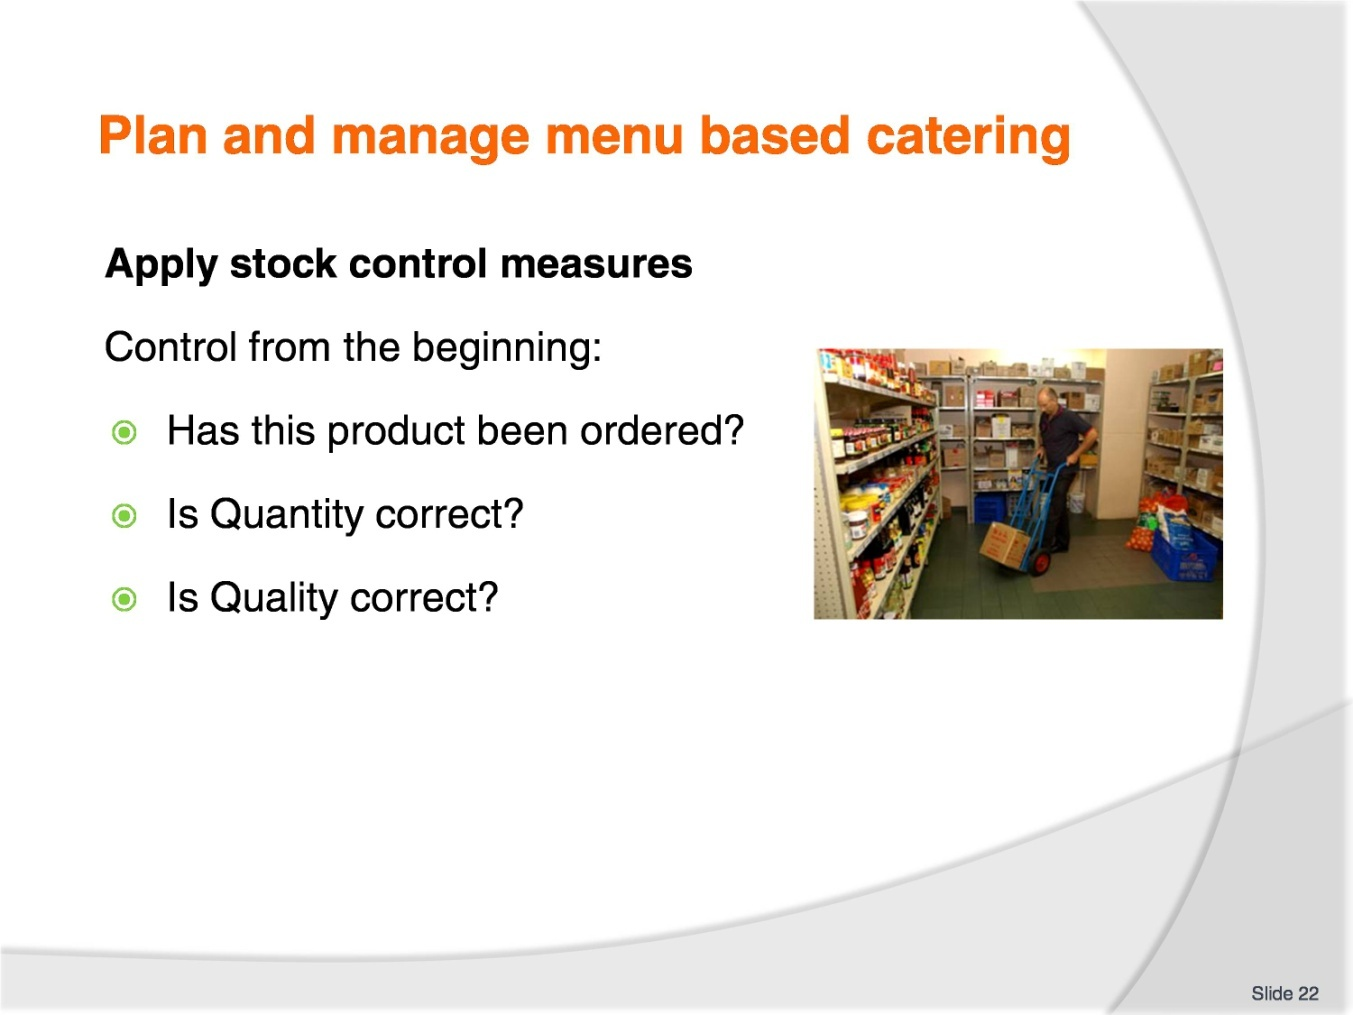 Plan and manage menu based catering
Apply stock control measures
Control from the beginning:
Has this product been ordered?
Is Quantity correct?
Is Quality correct?
Slide 22